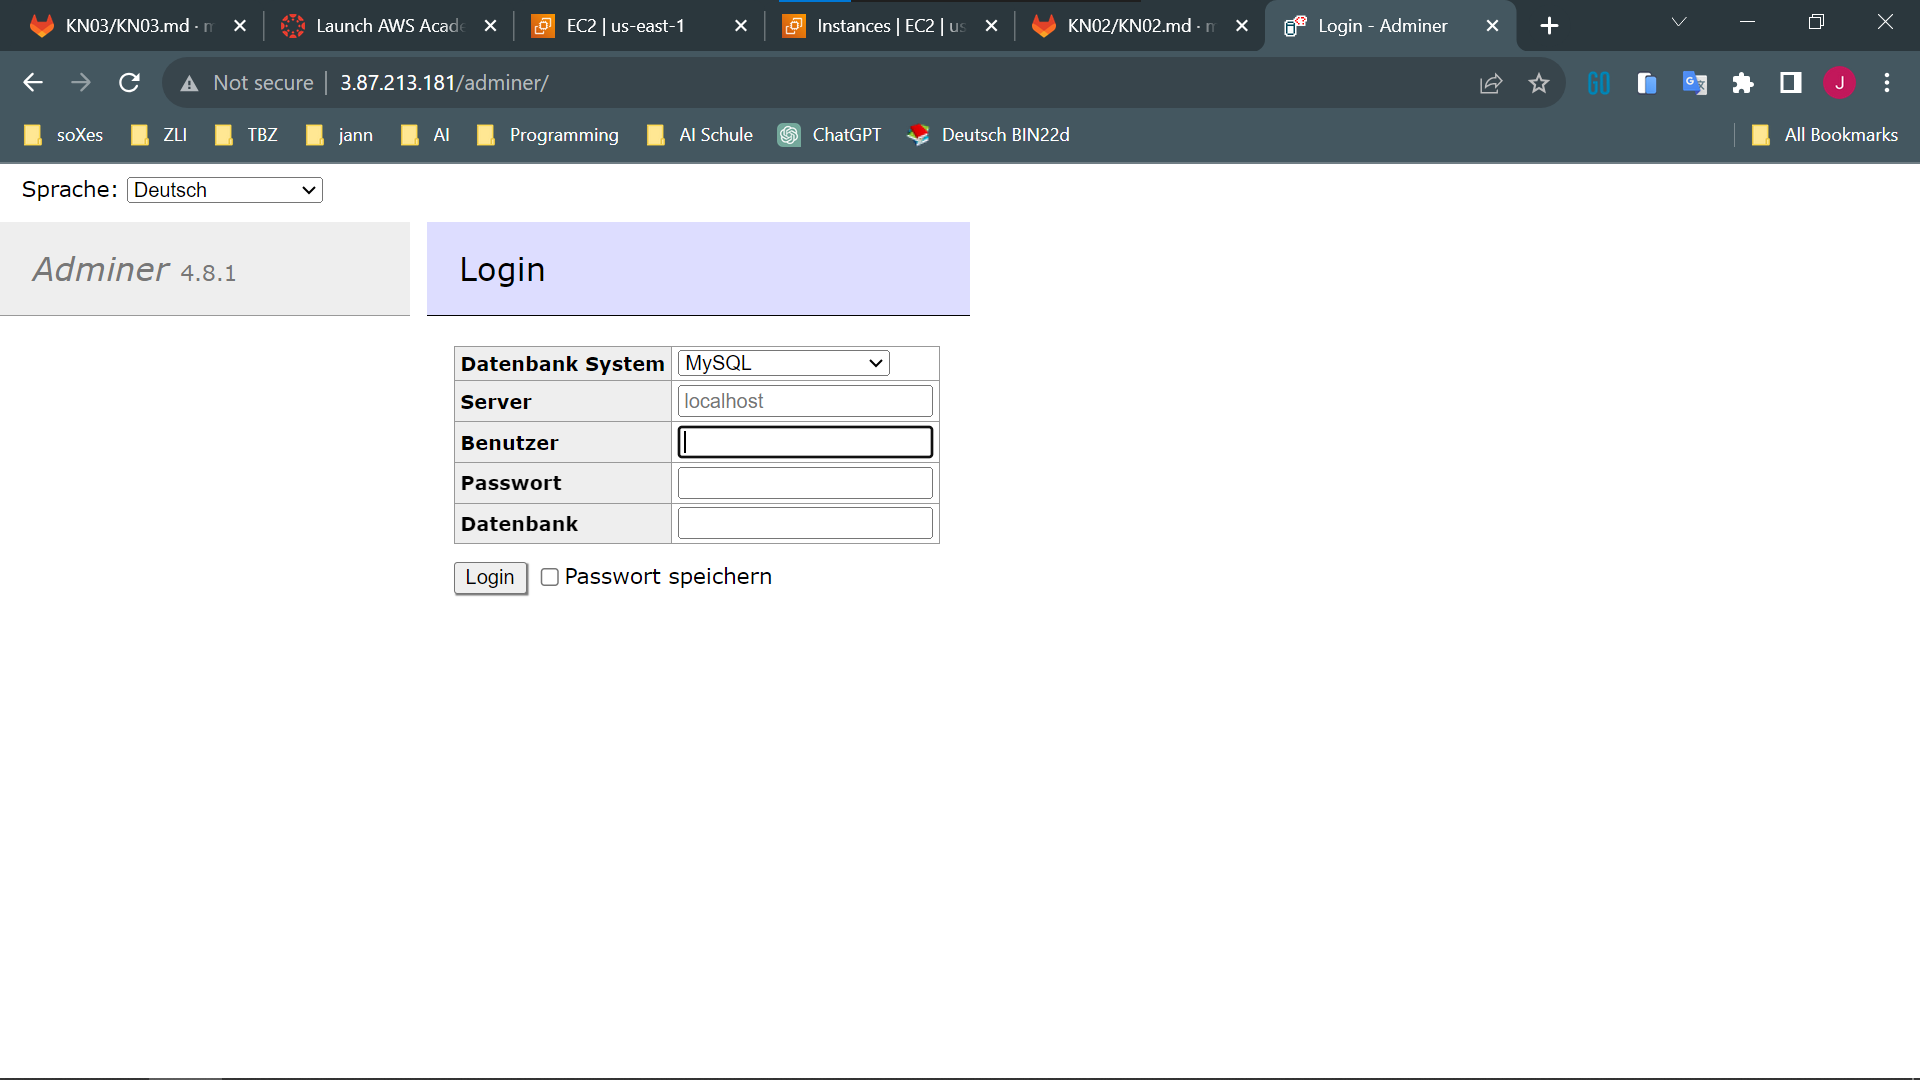 KN03/KN03.md · m
Launch AWS Acade
EC2 | us-east-1
Instances | EC2 | us
KN02/KN02.md · m
Login - Adminer
Not secure
3.87.213.181/adminer/
GO
J
soXes
ZLI
TBZ
jann
AI
Programming
AI Schule
ChatGPT
Deutsch BIN22d
All Bookmarks
Sprache: Deutsch
Adminer 4.8.1
Login
Datenbank System MySQL
Server localhost
Benutzer
Passwort
Datenbank
Login Passwort speichern